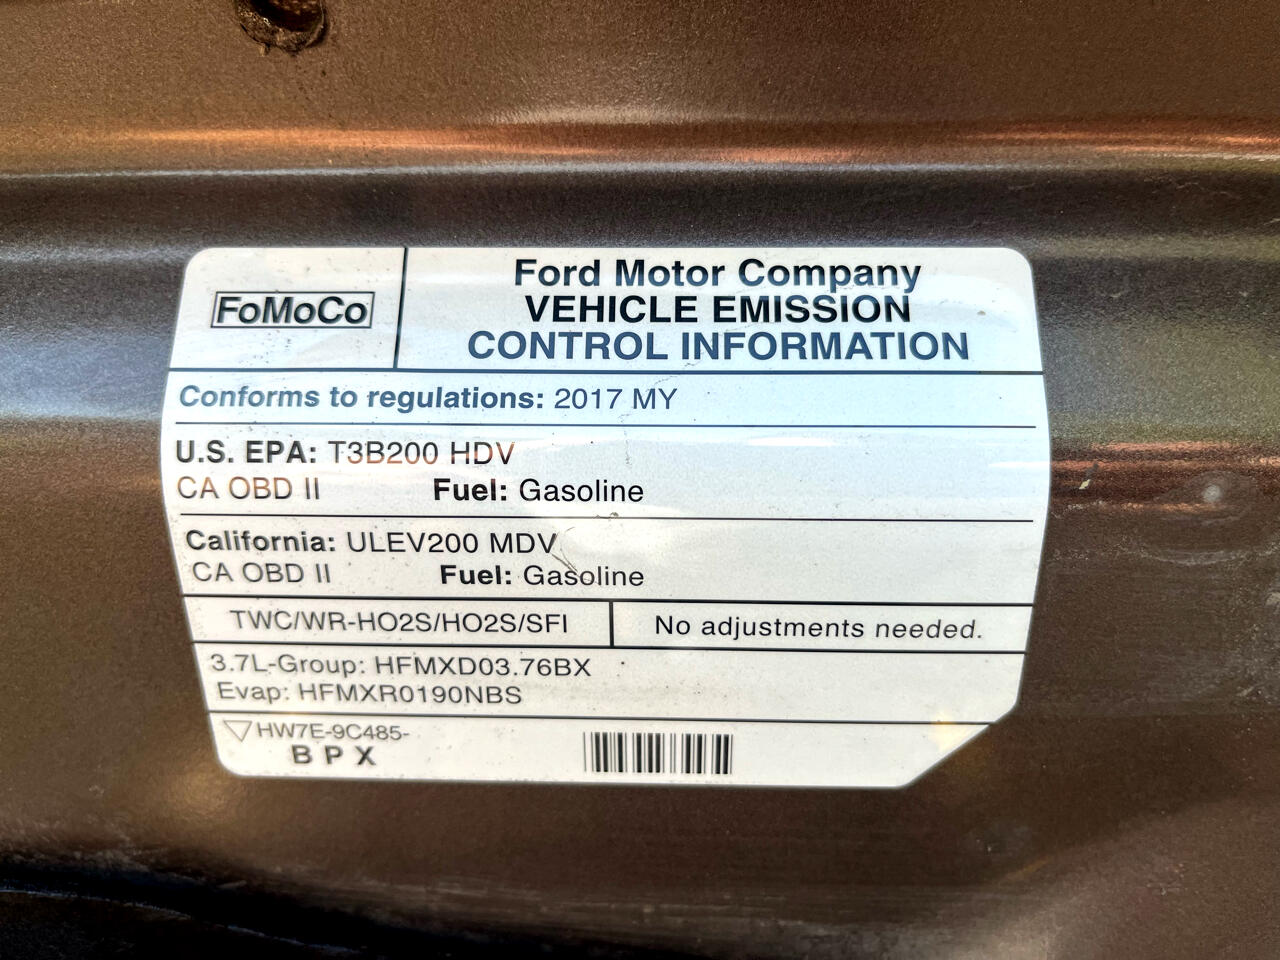 FoMoCo
Ford Motor Company
VEHICLE EMISSION
CONTROL INFORMATION
Conforms to regulations: 2017 MY
U.S. EPA: T3B200 HDV
CA OBD II Fuel: Gasoline
California: ULEV200 MDV
CA OBD II Fuel: Gasoline
TWC/WR-HO2S/HO2S/SFI
No adjustments needed.
3.7L-Group: HFMXD03.76BX
Evap: HFMXR0190NBS
HW7E-9C485-
B P X